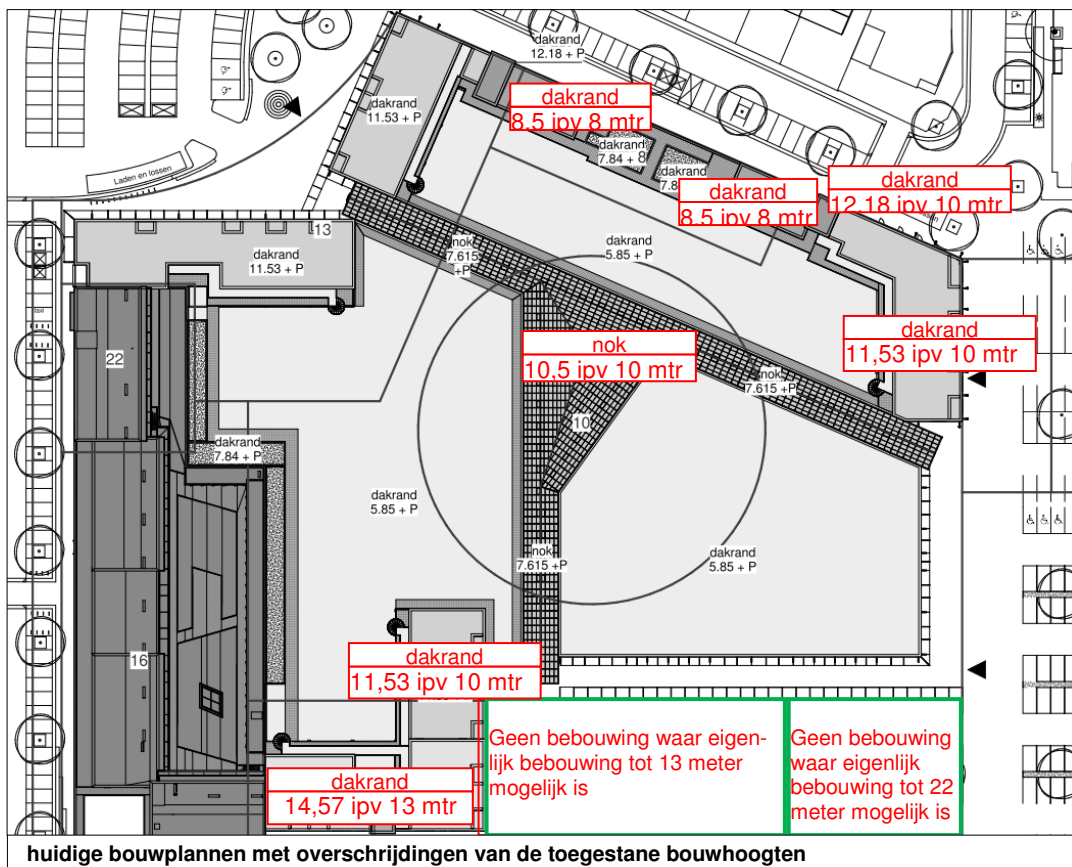 dakrand
12.18 + P
dakrand
11.53 + P
dakrand
8,5 ipv 8 mtr
dakrand
7.84 + 8
dakrand
dakrand
8,5 ipv 8 mtr
dakrand
12,18 ipv 10 mtr
Laden en lossen
13
dakrand
11.53 + P
nok
7.615
+P
dakrand
5.85 + P
22
nok
10,5 ipv 10 mtr
dakrand
11,53 ipv 10 mtr
nok
7.615 +P
10
dakrand
7.84 + P
dakrand
5.85 + P
nok
7.615 +P
dakrand
5.85 + P
16
dakrand
11,53 ipv 10 mtr
Geen bebouwing waar eigen-
lijk bebouwing tot 13 meter
mogelijk is
Geen bebouwing
waar eigenlijk
bebouwing tot 22
meter mogelijk is
dakrand
14,57 ipv 13 mtr
huidige bouwplannen met overschrijdingen van de toegestane bouwhoogten